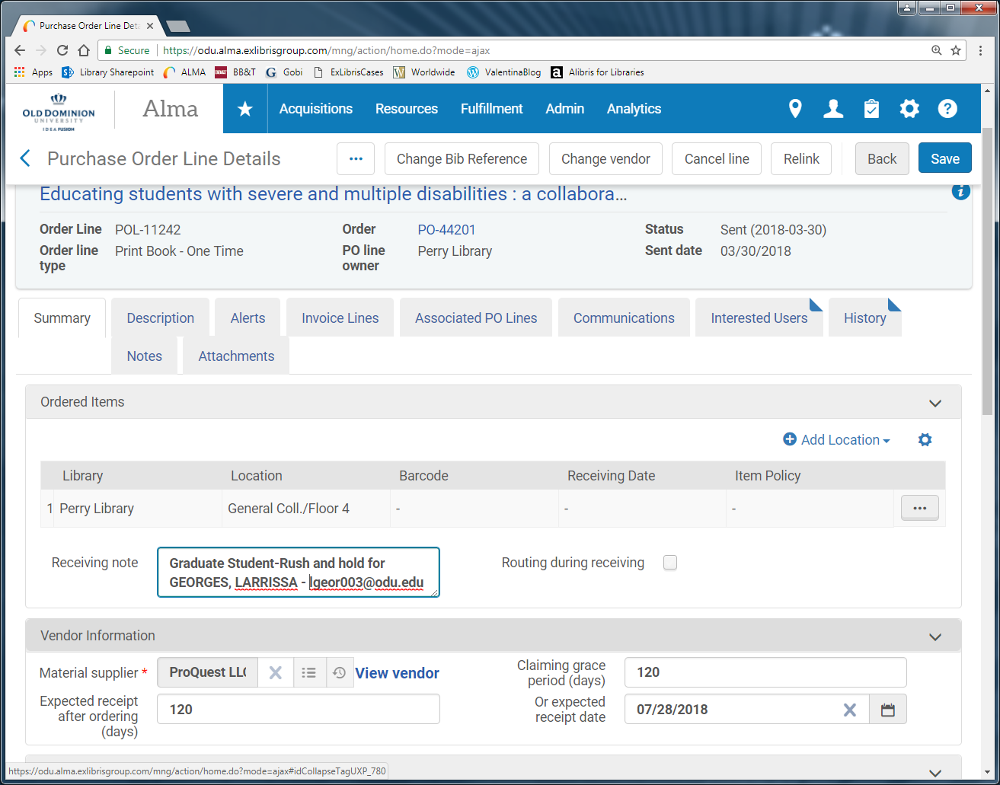 Purchase Order Line Deta
Secure
https://odu.alma.exlibrisgroup.com/mng/action/home.do?mode=ajax
Apps
Library Sharepoint
ALMA
BB&T
BB&T
Gobi
ExLibrisCases
Worldwide
ValentinaBlog
Alibris for Libraries
OLD DOMINION
UNIVERSITY
IDEA FUSION
Alma
Acquisitions
Resources
Fulfillment
Admin
Analytics
Purchase Order Line Details
Change Bib Reference
Change vendor
Cancel line
Relink
Back
Save
Educating students with severe and multiple disabilities : a collabora...
Order Line POL-11242
Order PO-44201
Status Sent (2018-03-30)
Order line
type
Print Book - One Time
PO line
owner
Perry Library
Sent date 03/30/2018
Summary
Description
Alerts
Invoice Lines
Associated PO Lines
Communications
Interested Users
History
Notes
Attachments
Ordered Items
Add Location
Library Location Barcode Receiving Date Item Policy
1 Perry Library General Coll./Floor 4 - - -
Receiving note
Graduate Student-Rush and hold for
GEORGES, LARRISSA - lgeor003@odu.edu
Routing during receiving
Vendor Information
Material supplier *
ProQuest LLC
View vendor
Claiming grace
period (days)
120
Expected receipt
after ordering
(days)
120
Or expected
receipt date
07/28/2018
https://odu.alma.exlibrisgroup.com/mng/action/home.do?mode=ajax#idCollapseTagUXP_780